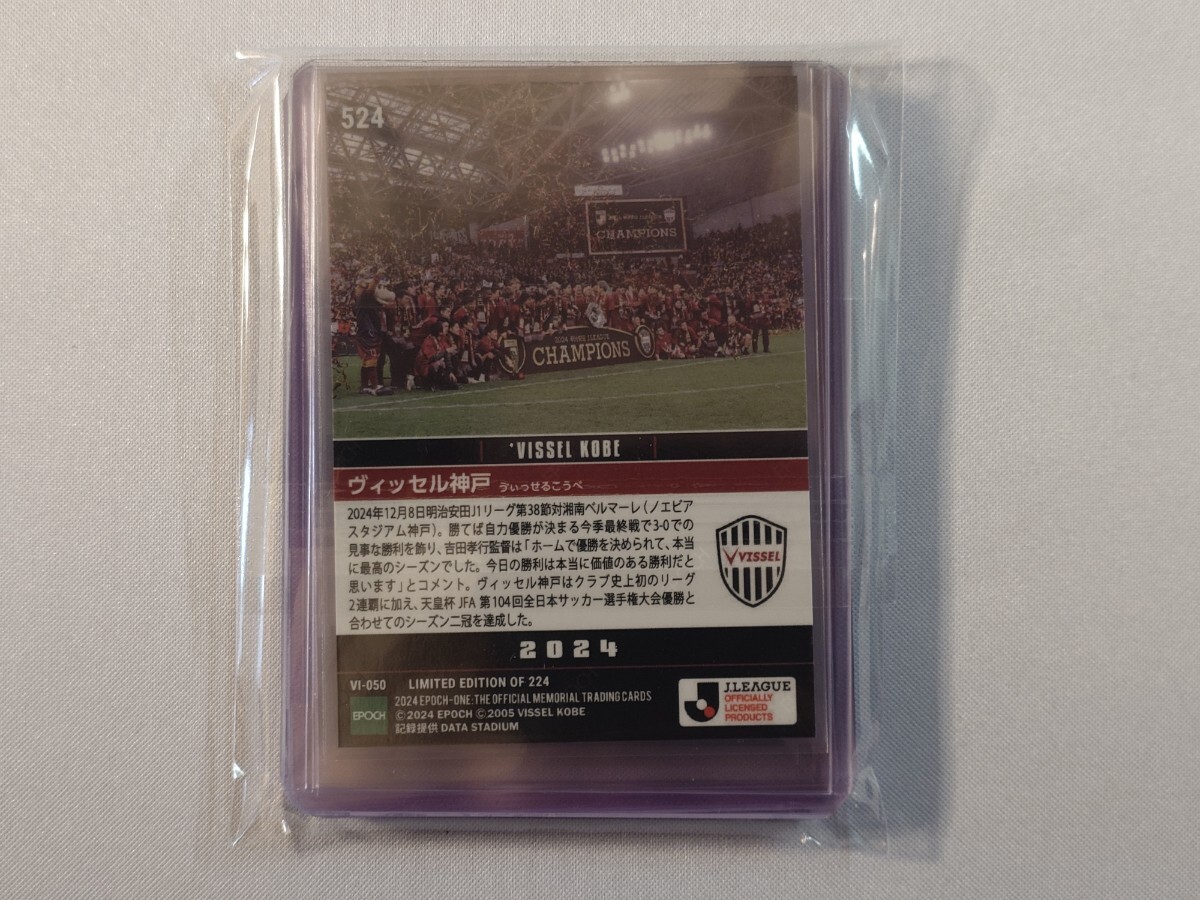 524
CHAMPIONS
2024 MEIJI J.LEAGUE
CHAMPIONS
VISSEL KOBE
ヴィッセル神戸 ゔぃっせるこうべ
2024年12月8日明治安田J1リーグ第38節対湘南ベルマーレ(ノエビア
スタジアム神戸)。勝てば自力優勝が決まる今季最終戦で3-0での
見事な勝利を飾り、吉田孝行監督は「ホームで優勝を決められて、本当
に最高のシーズンでした。今日の勝利は本当に価値のある勝利だと
思います」とコメント。ヴィッセル神戸はクラブ史上初のリーグ
2連覇に加え、天皇杯 JFA 第104回全日本サッカー選手権大会優勝と
合わせてのシーズン二冠を達成した。
VISSEL
2024
VI-050 LIMITED EDITION OF 224
EPOCH
2024 EPOCH-ONE:THE OFFICIAL MEMORIAL TRADING CARDS
©2024 EPOCH ©2005 VISSEL KOBE
記録提供 DATA STADIUM
J.LEAGUE
OFFICIALLY
LICENSED
PRODUCTS